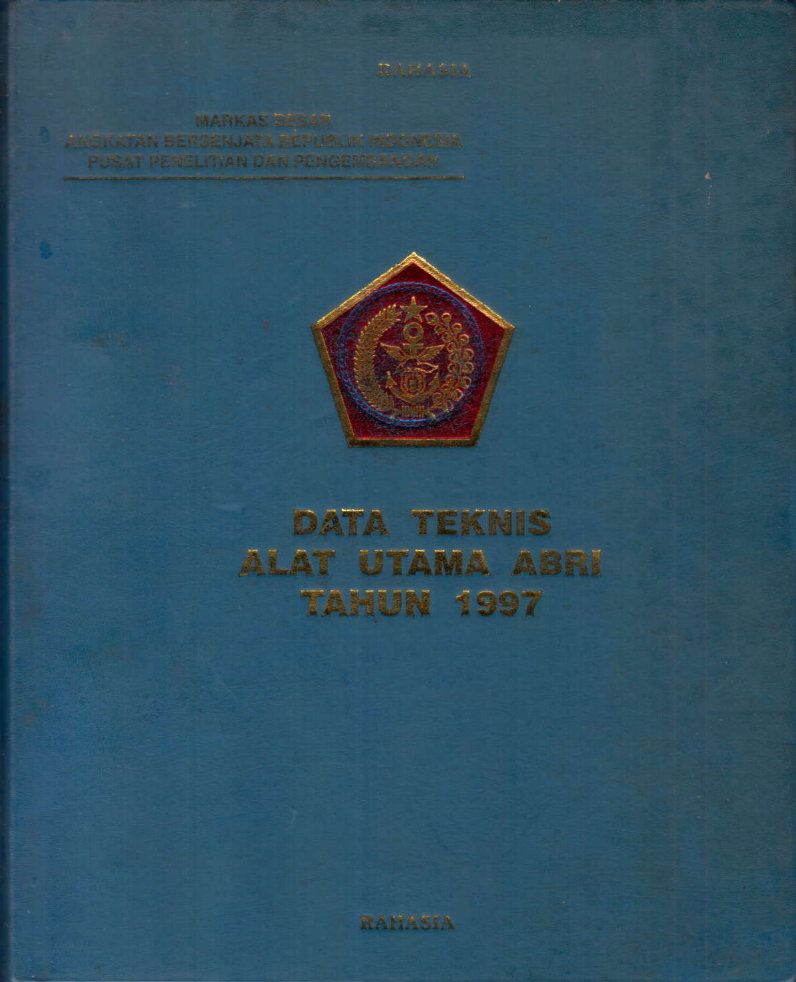 RAHASIA
MARKAS BESAR
ANGKATAN BERSENJATA REPUBLIK INDONESIA
PUSAT PENELITIAN DAN PENGEMBANGAN
DATA TEKNIS
ALAT UTAMA ABRI
TAHUN 1997
RAHASIA